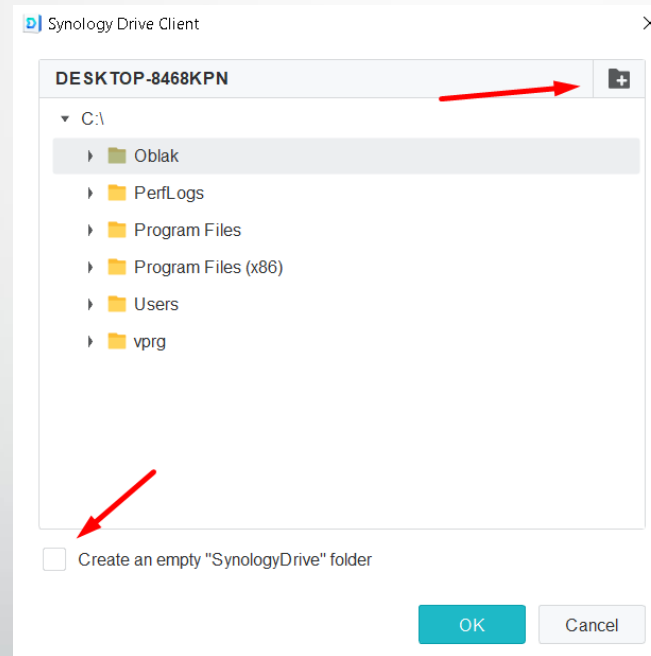 Synology Drive Client
DESKTOP-8468KPN
C:\
Oblak
PerfLogs
Program Files
Program Files (x86)
Users
vprg
Create an empty "SynologyDrive" folder
OK Cancel